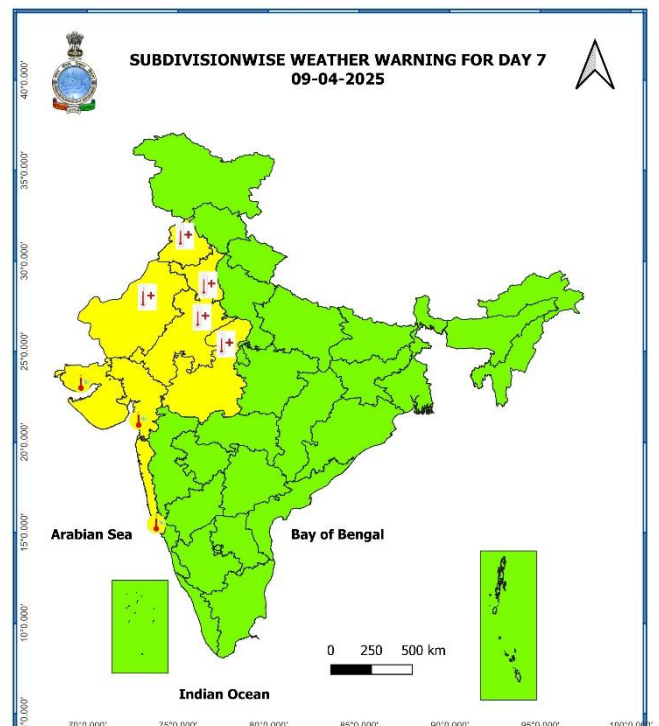 SUBDIVISIONWISE WEATHER WARNING FOR DAY 7
09-04-2025
40°0.000'
35°0.000'
30°0.000'
25°0.000'
20°0.000'
15°0.000'
10°0.000'
Arabian Sea
Bay of Bengal
0 250 500 km
Indian Ocean
70°0.000' 75°0.000' 80°0.000' 85°0.000' 90°0.000' 95°0.000' 100°0.000'